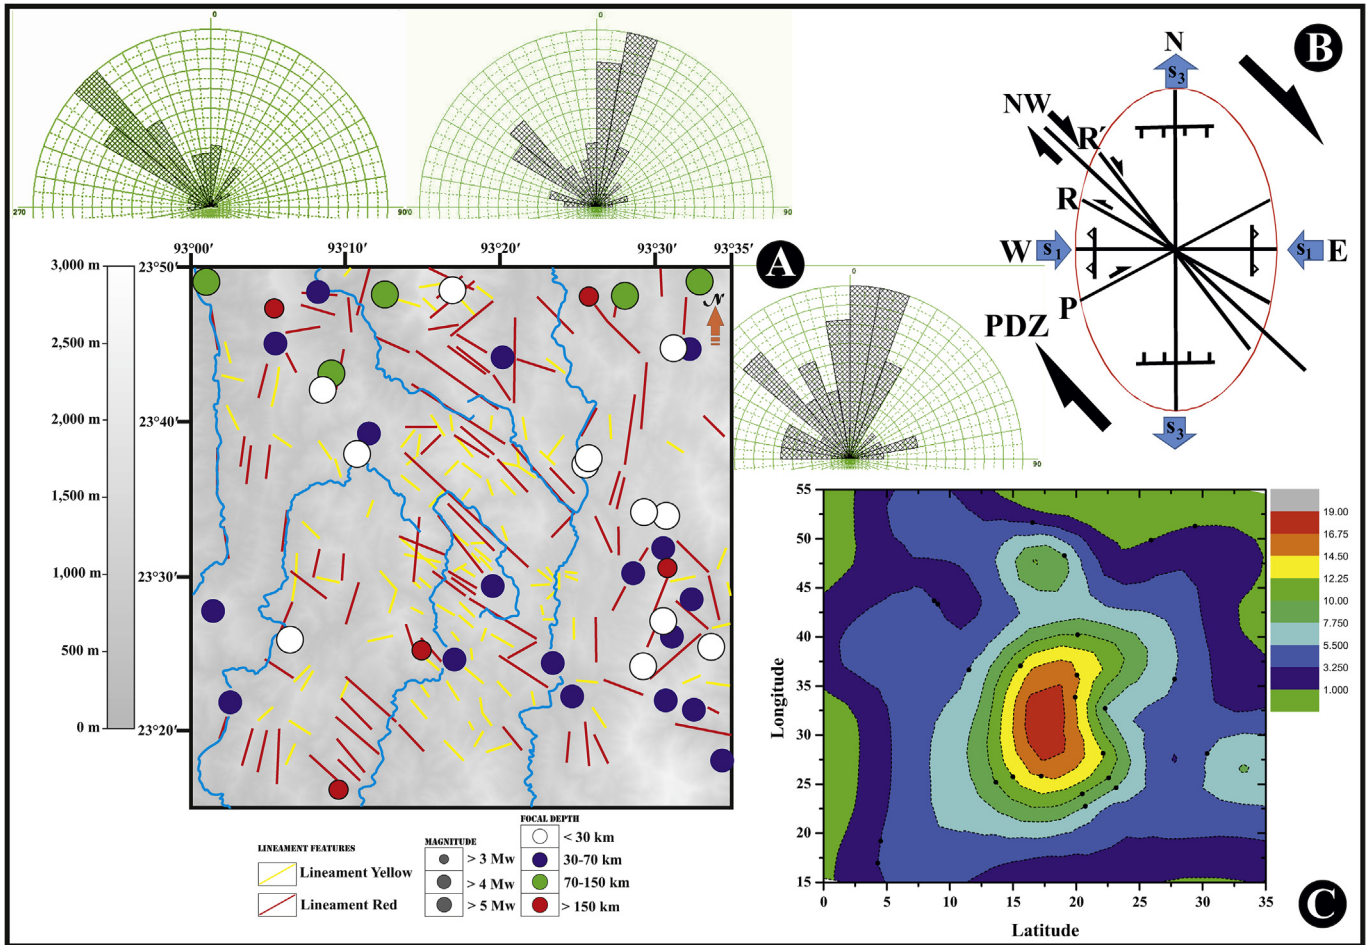 0
270
90
0
90
0
90
A
93°00′
93°10′
93°20′
93°30′
93°35′
23°50′
23°40′
23°30′
23°20′
N
3,000 m
2,500 m
2,000 m
1,500 m
1,000 m
500 m
0 m
LINEAMENT FEATURES
Lineament Yellow
Lineament Red
MAGNITUDE
> 3 Mw
> 4 Mw
> 5 Mw
FOCAL DEPTH
< 30 km
30-70 km
70-150 km
> 150 km
B
N
S3
NW
R′
R
W
S1
S1
E
P
PDZ
S3
55
50
45
40
35
30
25
20
15
Longitude
0
5
10
15
20
25
30
35
Latitude
19.00
16.75
14.50
12.25
10.00
7.750
5.500
3.250
1.000
C